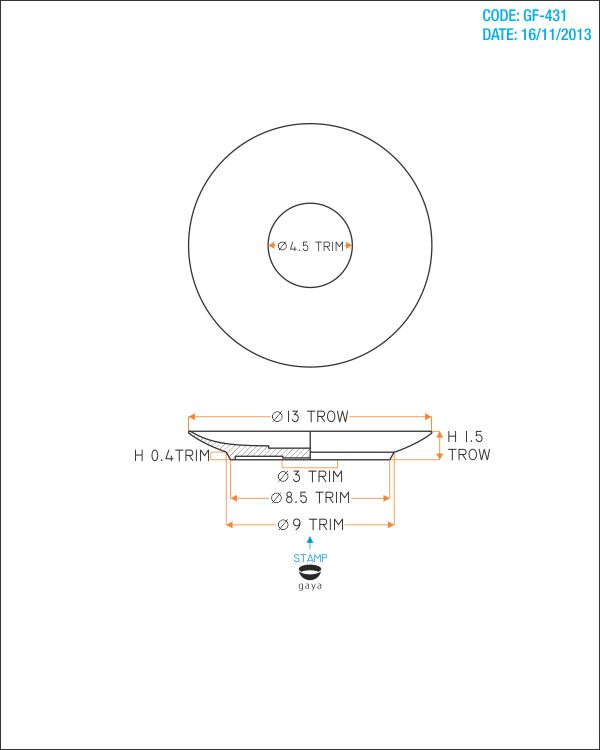 CODE: GF-431
DATE: 16/11/2013
Ø4.5 TRIM
Ø13 TROW
H 1.5
TROW
H 0.4TRIM
Ø3 TRIM
Ø8.5 TRIM
Ø9 TRIM
STAMP
gaya